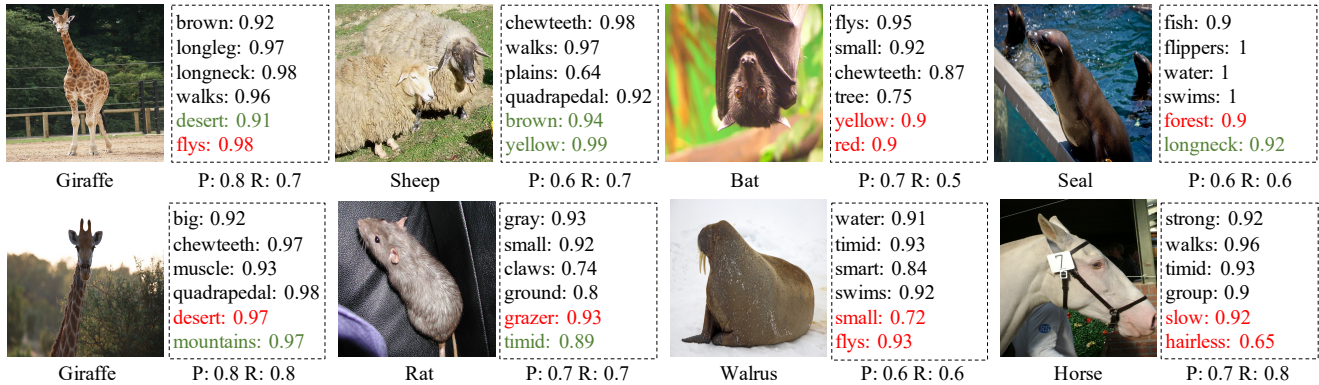 brown: 0.92
longleg: 0.97
longneck: 0.98
walks: 0.96
desert: 0.91
flys: 0.98
Giraffe
P: 0.8 R: 0.7
chewteeth: 0.98
walks: 0.97
plains: 0.64
quadrapedal: 0.92
brown: 0.94
yellow: 0.99
Sheep
P: 0.6 R: 0.7
flys: 0.95
small: 0.92
chewteeth: 0.87
tree: 0.75
yellow: 0.9
red: 0.9
Bat
P: 0.7 R: 0.5
fish: 0.9
flippers: 1
water: 1
swims: 1
forest: 0.9
longneck: 0.92
Seal
P: 0.6 R: 0.6
big: 0.92
chewteeth: 0.97
muscle: 0.93
quadrapedal: 0.98
desert: 0.97
mountains: 0.97
Giraffe
P: 0.8 R: 0.8
gray: 0.93
small: 0.92
claws: 0.74
ground: 0.8
grazer: 0.93
timid: 0.89
Rat
P: 0.7 R: 0.7
water: 0.91
timid: 0.93
smart: 0.84
swims: 0.92
small: 0.72
flys: 0.93
Walrus
P: 0.6 R: 0.6
7
strong: 0.92
walks: 0.96
timid: 0.93
group: 0.9
slow: 0.92
hairless: 0.65
Horse
P: 0.7 R: 0.8